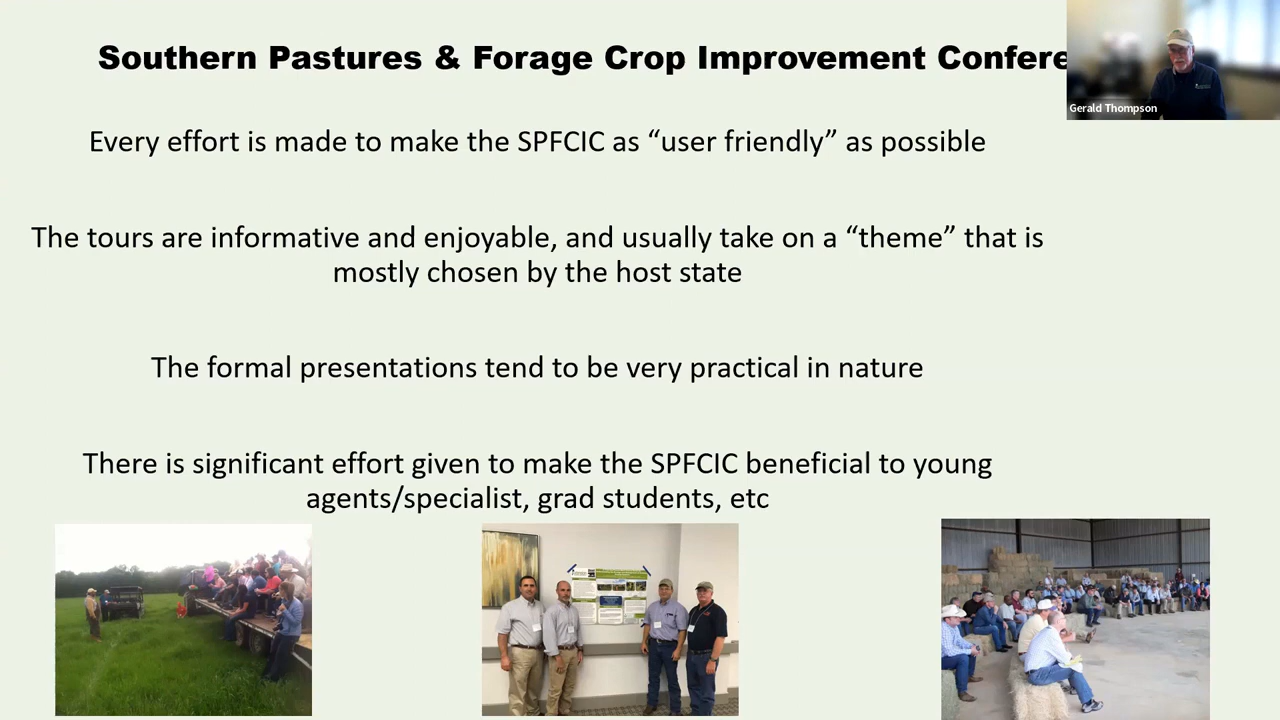 Southern Pastures & Forage Crop Improvement Confere
Gerald Thompson
Every effort is made to make the SPFCIC as “user friendly” as possible
The tours are informative and enjoyable, and usually take on a “theme” that is
mostly chosen by the host state
The formal presentations tend to be very practical in nature
There is significant effort given to make the SPFCIC beneficial to young
agents/specialist, grad students, etc